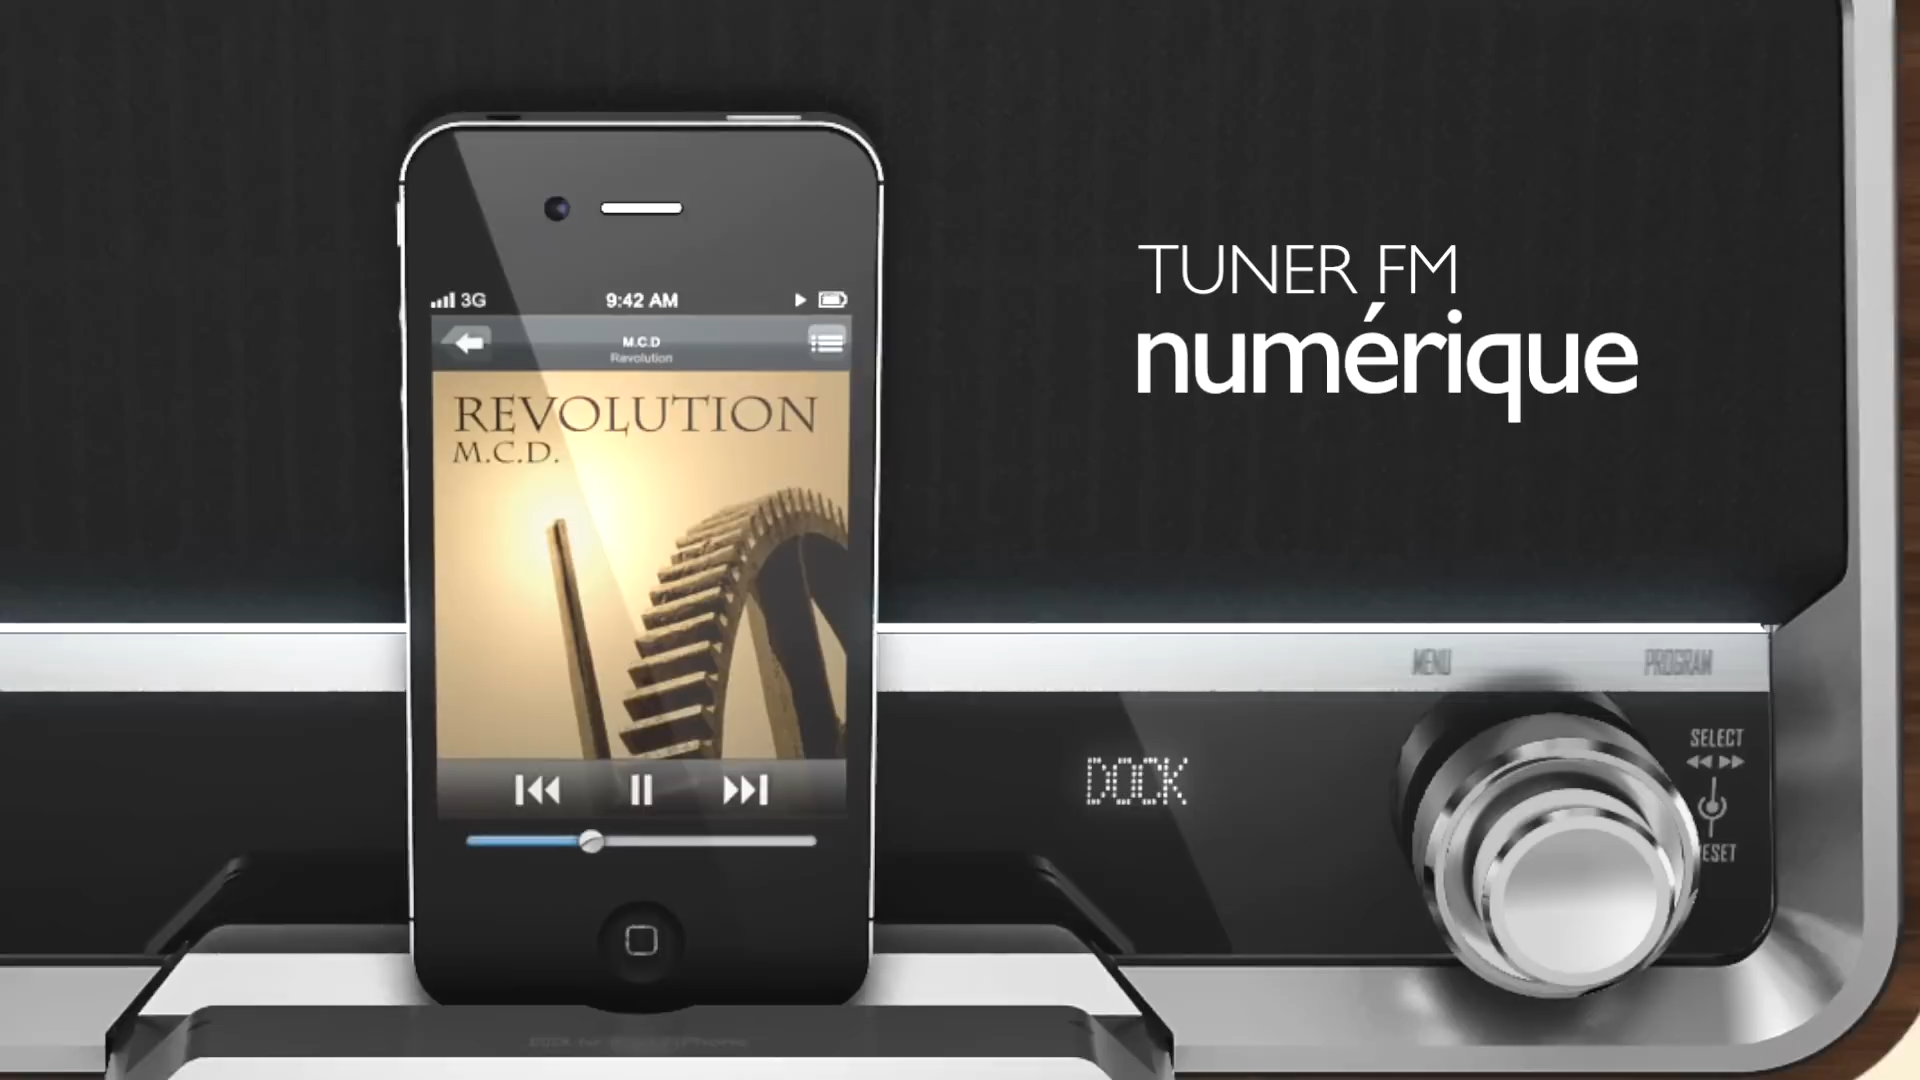 3G 9:42 AM
M.C.D
Revolution
REVOLUTION
M.C.D.
TUNER FM
numérique
MENU PROGRAM
SELECT
DOCK